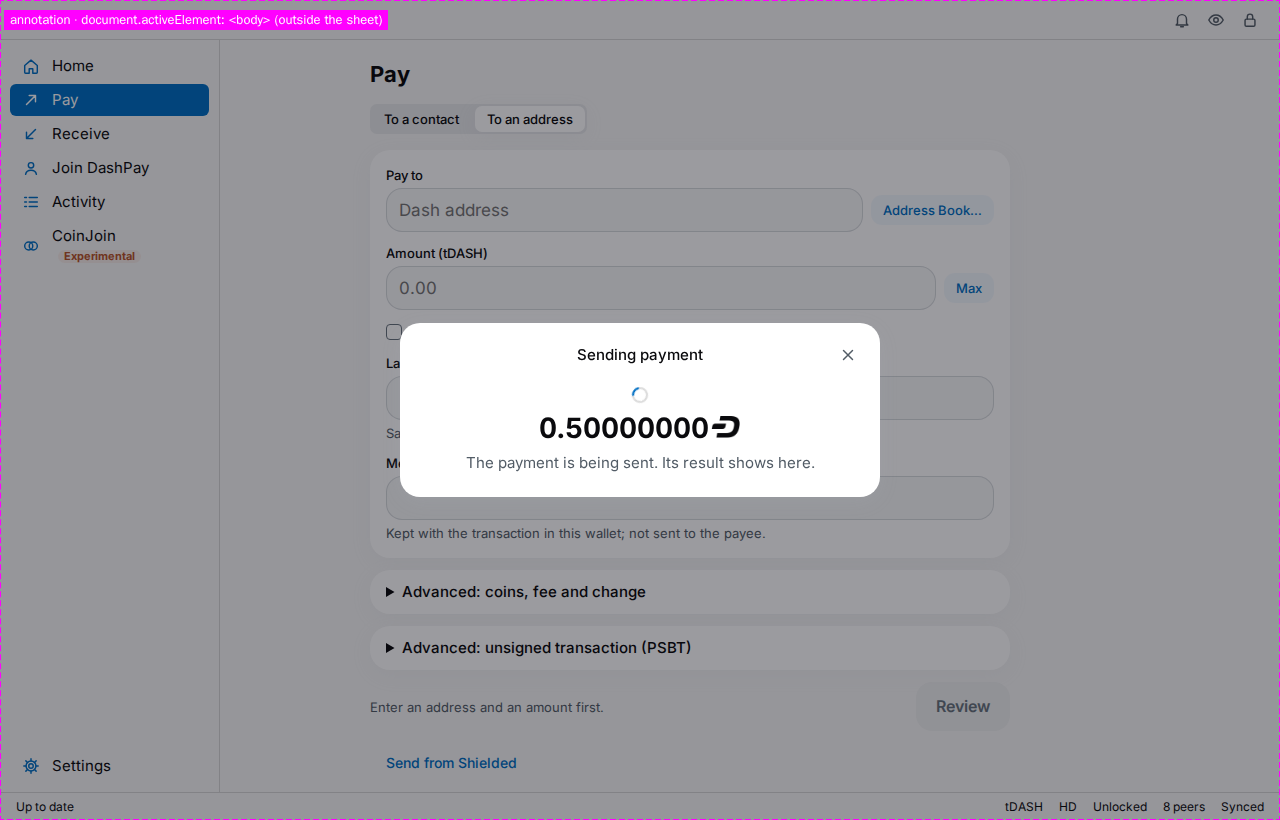 annotation · document.activeElement: <body> (outside the sheet)
Home
Pay
Receive
Join DashPay
Activity
CoinJoin
Experimental
Settings
Pay
To a contact
To an address
Pay to
Dash address
Address Book...
Amount (tDASH)
0.00
Max
La
Sa
Me
Sending payment
0.50000000
The payment is being sent. Its result shows here.
Kept with the transaction in this wallet; not sent to the payee.
Advanced: coins, fee and change
Advanced: unsigned transaction (PSBT)
Enter an address and an amount first.
Review
Send from Shielded
Up to date
tDASH
HD
Unlocked
8 peers
Synced